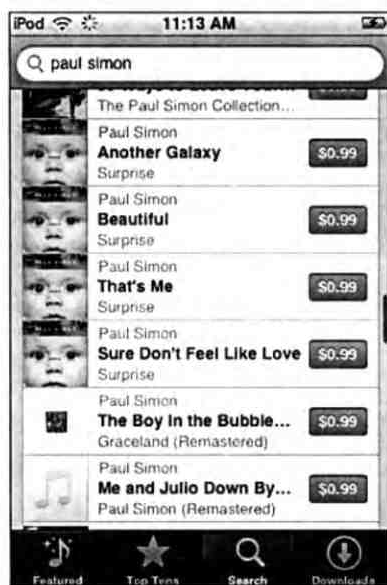 iPod 11:13 AM
paul simon
The Paul Simon Collection...
$0.99
Paul Simon
Another Galaxy
Surprise
$0.99
Paul Simon
Beautiful
Surprise
$0.99
Paul Simon
That's Me
Surprise
$0.99
Paul Simon
Sure Don't Feel Like Love
Surprise
$0.99
Paul Simon
The Boy In the Bubble...
Graceland (Remastered)
$0.99
Paul Simon
Me and Julio Down By...
Paul Simon (Remastered)
$0.99
Featured Top Tens Search Downloads